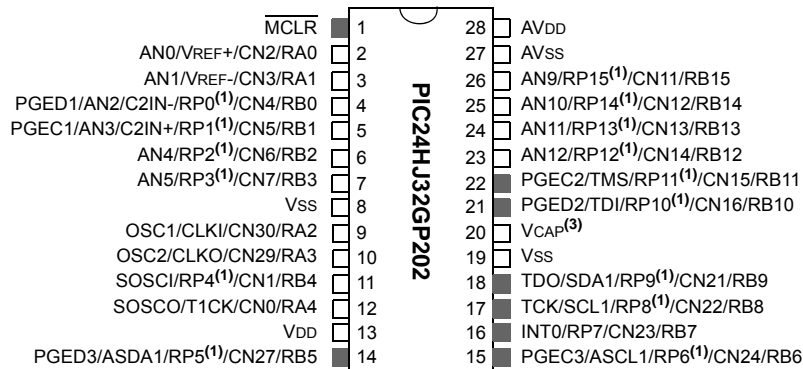 MCLR 1 28 AVDD
AN0/VREF+/CN2/RA0 2 27 AVSS
AN1/VREF-/CN3/RA1 3 26 AN9/RP15(1)/CN11/RB15
PGED1/AN2/C2IN-/RP0(1)/CN4/RB0 4 25 AN10/RP14(1)/CN12/RB14
PGEC1/AN3/C2IN+/RP1(1)/CN5/RB1 5 24 AN11/RP13(1)/CN13/RB13
AN4/RP2(1)/CN6/RB2 6 23 AN12/RP12(1)/CN14/RB12
AN5/RP3(1)/CN7/RB3 7 22 PGEC2/TMS/RP11(1)/CN15/RB11
VSS 8 21 PGED2/TDI/RP10(1)/CN16/RB10
OSC1/CLKI/CN30/RA2 9 20 VCAP(3)
OSC2/CLKO/CN29/RA3 10 19 VSS
SOSCI/RP4(1)/CN1/RB4 11 18 TDO/SDA1/RP9(1)/CN21/RB9
SOSCO/T1CK/CN0/RA4 12 17 TCK/SCL1/RP8(1)/CN22/RB8
VDD 13 16 INT0/RP7/CN23/RB7
PGED3/ASDA1/RP5(1)/CN27/RB5 14 15 PGEC3/ASCL1/RP6(1)/CN24/RB6
PIC24HJ32GP202